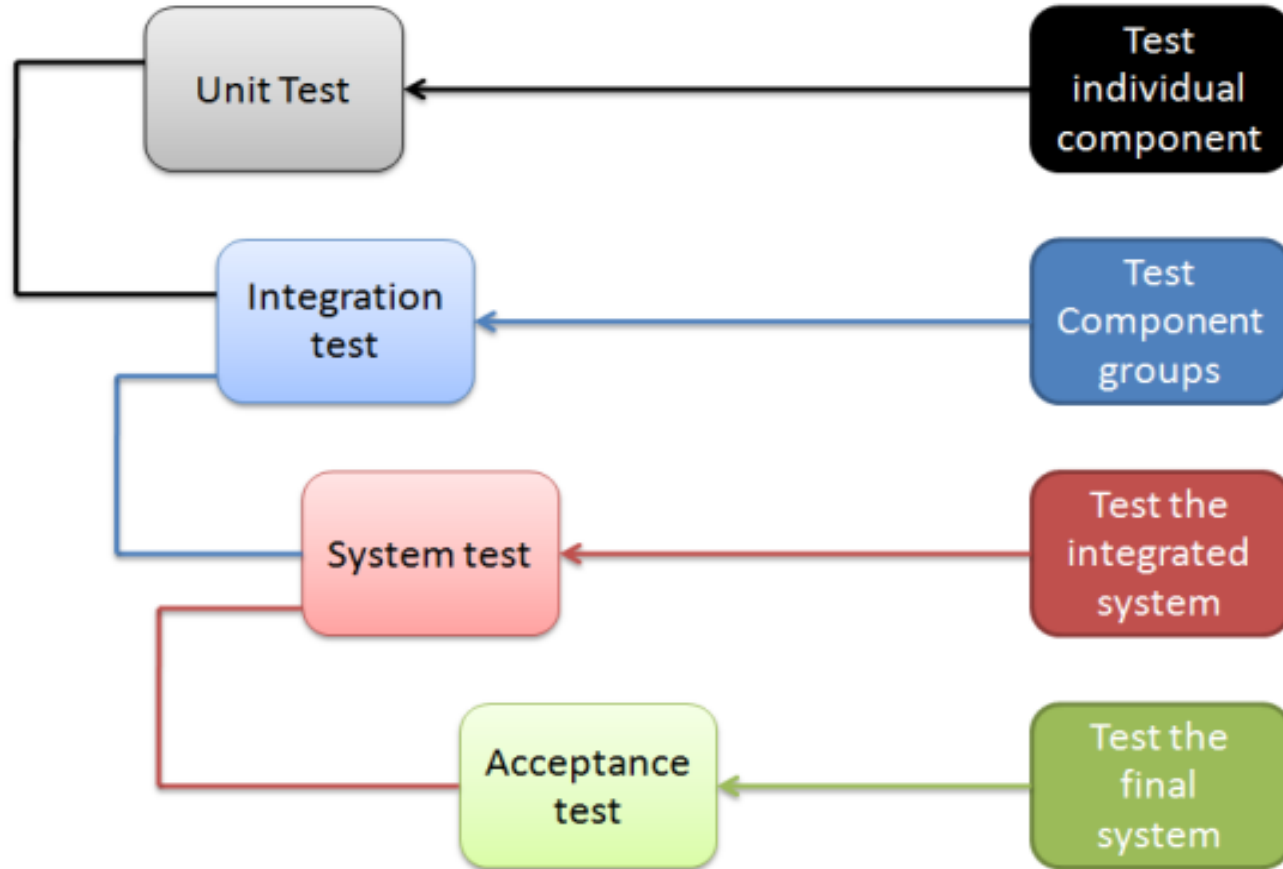 Unit Test
Test
individual
component
Integration
test
Test
Component
groups
System test
Test the
integrated
system
Acceptance
test
Test the
final
system